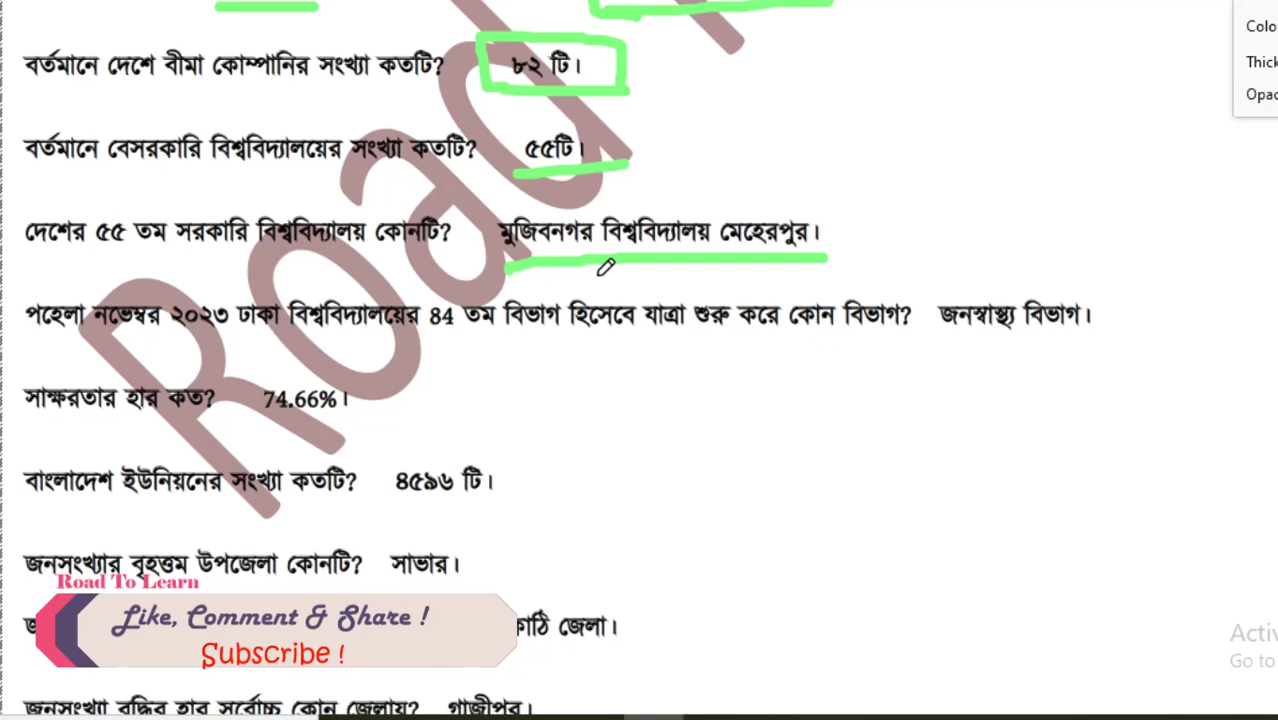 Colo
বর্তমানে দেশে বীমা কোম্পানির সংখ্যা কতটি? ৮২ টি।
Thick
Opac
বর্তমানে বেসরকারি বিশ্ববিদ্যালয়ের সংখ্যা কতটি? ৫৫টি।
দেশের ৫৫ তম সরকারি বিশ্ববিদ্যালয় কোনটি? মুজিবনগর বিশ্ববিদ্যালয় মেহেরপুর।
পহেলা নভেম্বর ২০২৩ ঢাকা বিশ্ববিদ্যালয়ের 84 তম বিভাগ হিসেবে যাত্রা শুরু করে কোন বিভাগ? জনস্বাস্থ্য বিভাগ।
সাক্ষরতার হার কত? 74.66%।
বাংলাদেশ ইউনিয়নের সংখ্যা কতটি? ৪৫৯৬ টি।
জনসংখ্যার বৃহত্তম উপজেলা কোনটি? সাভার।
Road To Learn
Like, Comment & Share !
কাঠি জেলা।
Subscribe !
জনসংখ্যা বৃদ্ধির হার সর্বোচ্চ কোন জেলায়? গাজীপুর।
Road
Activ
Go to